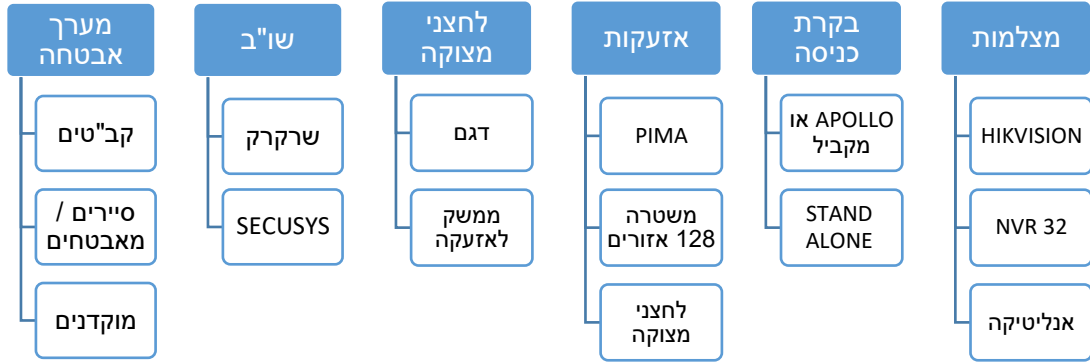 מצלמות
HIKVISION
NVR 32
אנליטיקה
בקרת
כניסה
APOLLO או
מקביל
STAND
ALONE
אזעקות
PIMA
משטרה
128 אזורים
לחצני
מצוקה
לחצני
מצוקה
דגם
ממשק
לאזעקה
שו"ב
שרקרק
SECUSYS
מערך
אבטחה
קב"טים
סיירים /
מאבטחים
מוקדנים